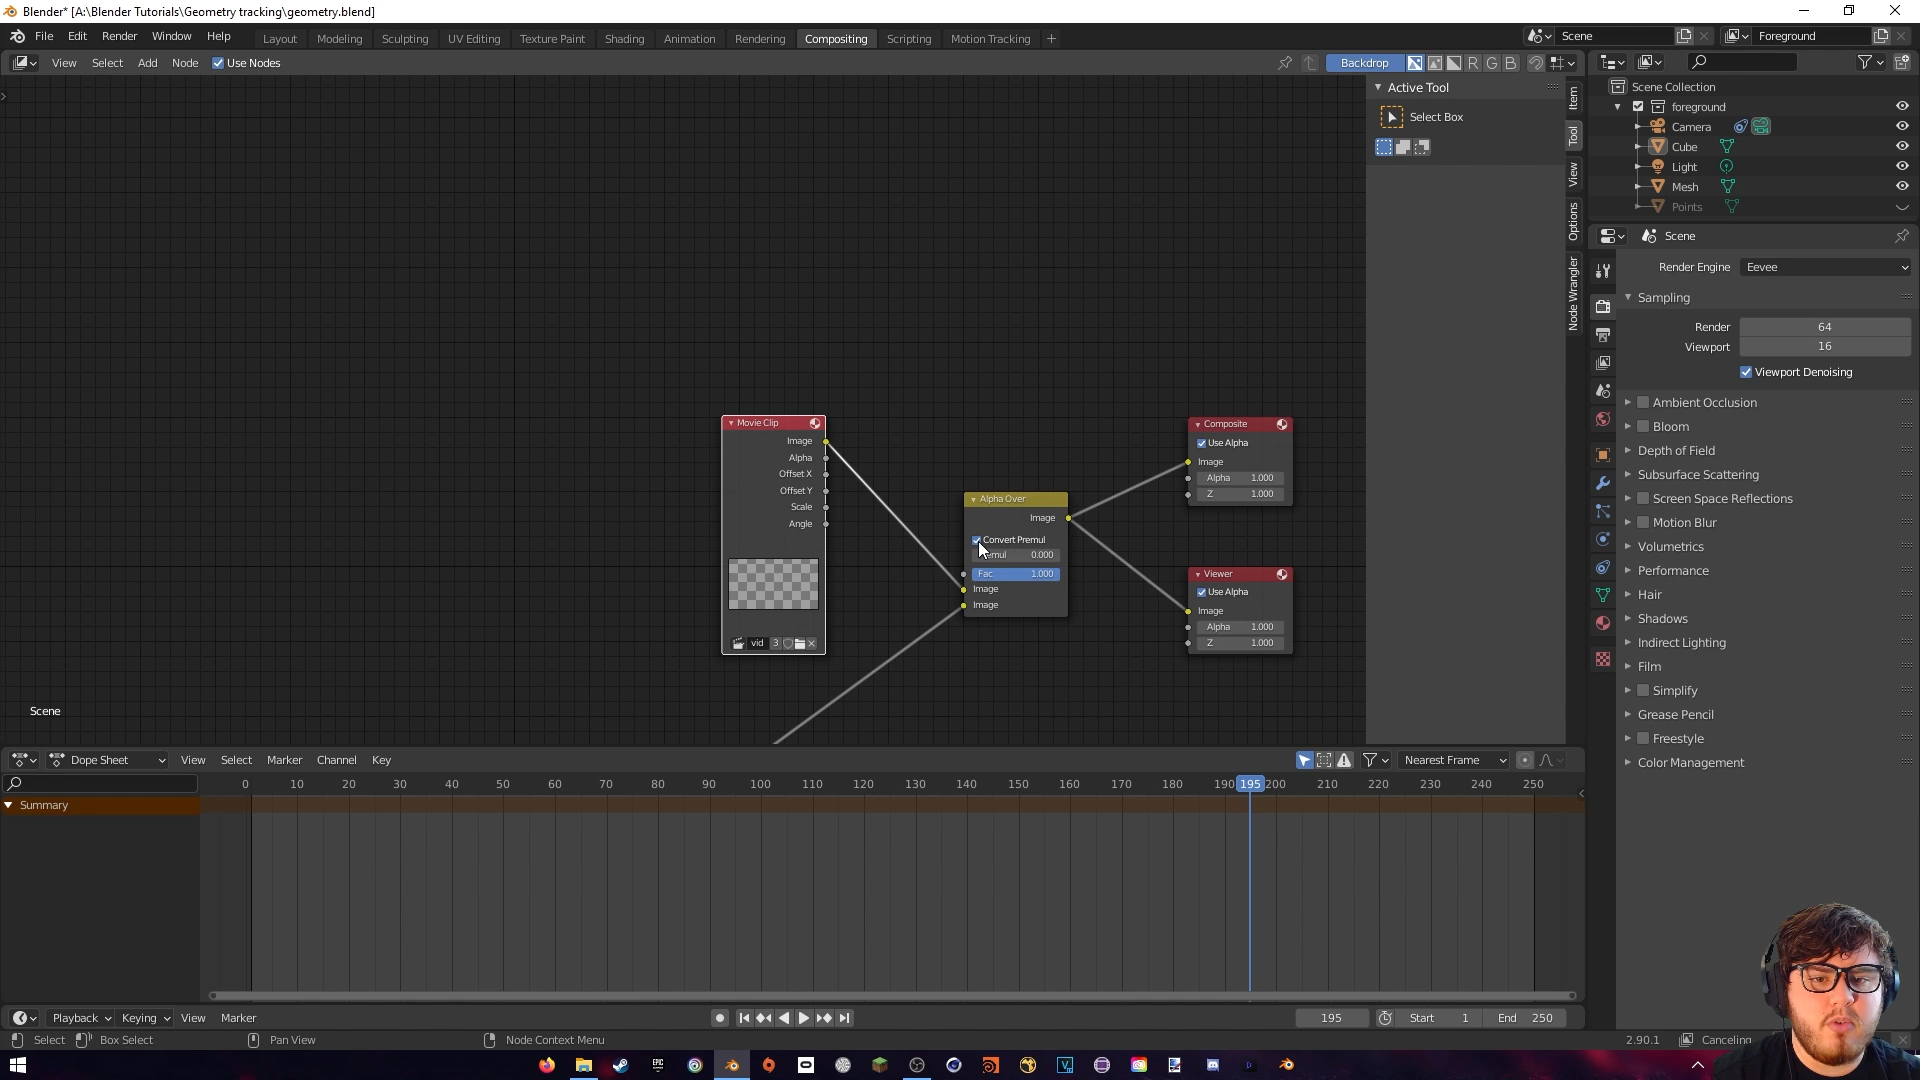 Blender* [A:\Blender Tutorials\Geometry tracking\geometry.blend]
File Edit Render Window Help Layout Modeling Sculpting UV Editing Texture Paint Shading Animation Rendering Compositing Scripting Motion Tracking + Scene Foreground
View Select Add Node Use Nodes Backdrop R G B
Active Tool
Select Box
Item
Tool
View
Options
Node Wrangler
Scene Collection
foreground
Camera
Cube
Light
Mesh
Points
Scene
Render Engine Eevee
Sampling
Render 64
Viewport 16
Viewport Denoising
Ambient Occlusion
Bloom
Depth of Field
Subsurface Scattering
Screen Space Reflections
Motion Blur
Volumetrics
Performance
Hair
Shadows
Indirect Lighting
Film
Simplify
Grease Pencil
Freestyle
Color Management
Movie Clip
Image
Alpha
Offset X
Offset Y
Scale
Angle
vid 3
Alpha Over
Image
Convert Premul
emul 0.000
Fac 1.000
Image
Image
Composite
Use Alpha
Image
Alpha 1.000
Z 1.000
Viewer
Use Alpha
Image
Alpha 1.000
Z 1.000
Scene
Dope Sheet View Select Marker Channel Key Nearest Frame
0 10 20 30 40 50 60 70 80 90 100 110 120 130 140 150 160 170 180 190 195 200 210 220 230 240 250
Summary
Playback Keying View Marker 195 Start 1 End 250
Select Box Select Pan View Node Context Menu 2.90.1 Canceling
EPIC